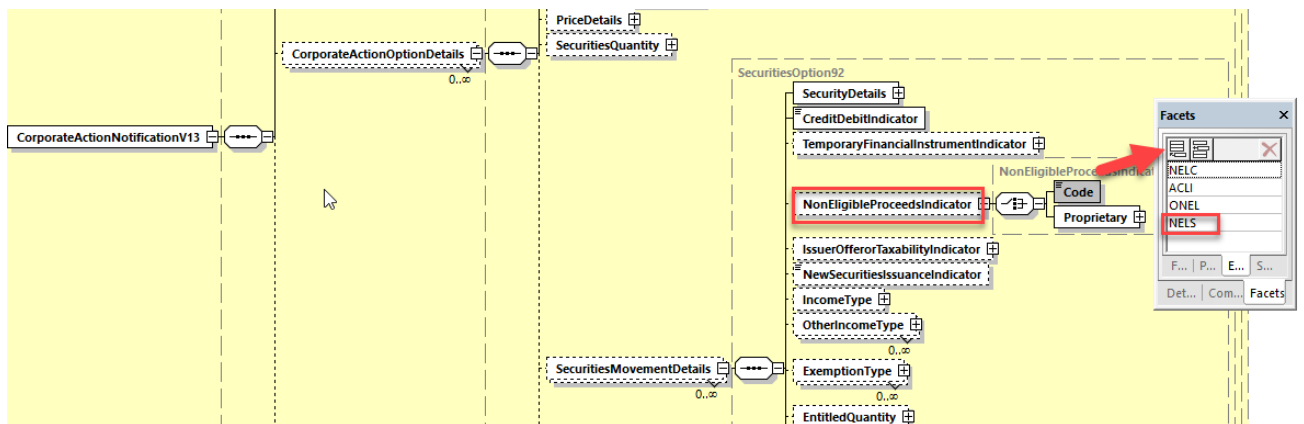 PriceDetails
SecuritiesQuantity
CorporateActionOptionDetails
0..∞
SecuritiesOption92
SecurityDetails
CreditDebitIndicator
TemporaryFinancialInstrumentIndicator
CorporateActionNotificationV13
NonEligibleProceedsIndicator
Code
NonEligibleProceedsIndicator
Proprietary
IssuerOfferorTaxabilityIndicator
NewSecuritiesIssuanceIndicator
IncomeType
OtherIncomeType
0..∞
SecuritiesMovementDetails
0..∞
ExemptionType
0..∞
EntitledQuantity
Facets
NELC
ACLI
ONEL
NELS
F... P... E... S...
Det... Com... Facets